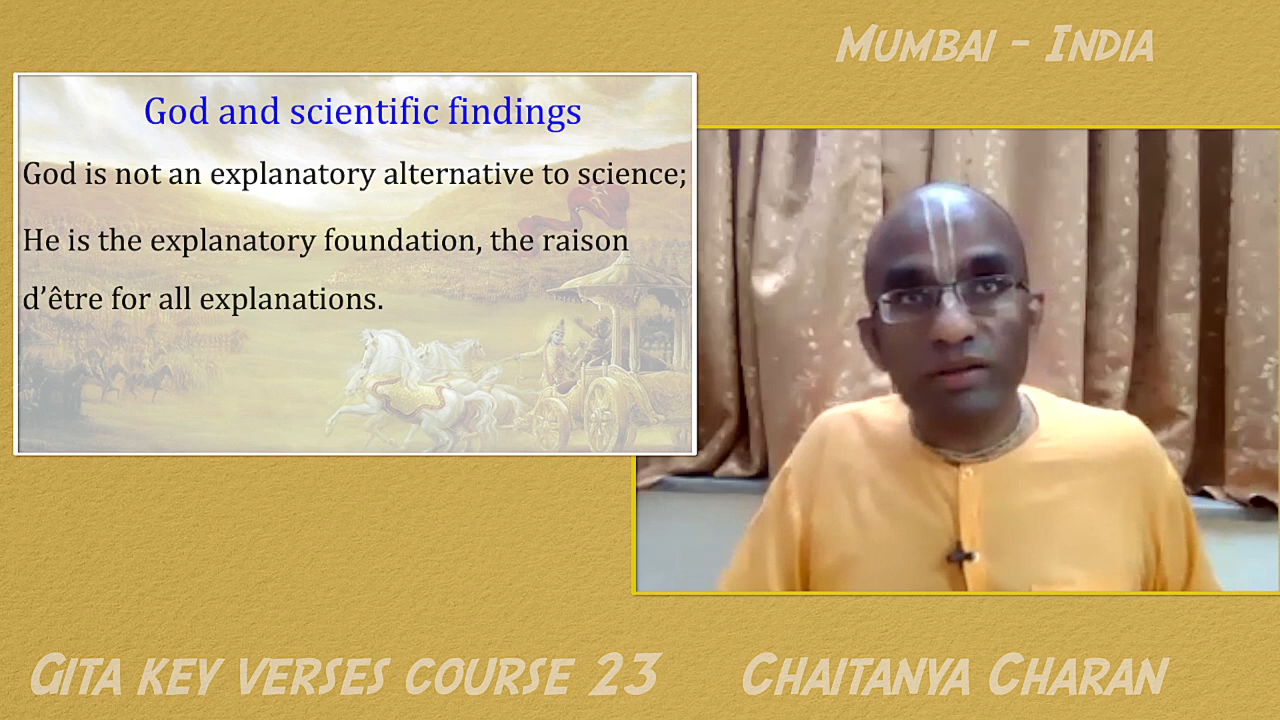 MUMBAI - INDIA
God and scientific findings
God is not an explanatory alternative to science;
He is the explanatory foundation, the raison
d’être for all explanations.
GITA KEY VERSES COURSE 23
CHAITANYA CHARAN